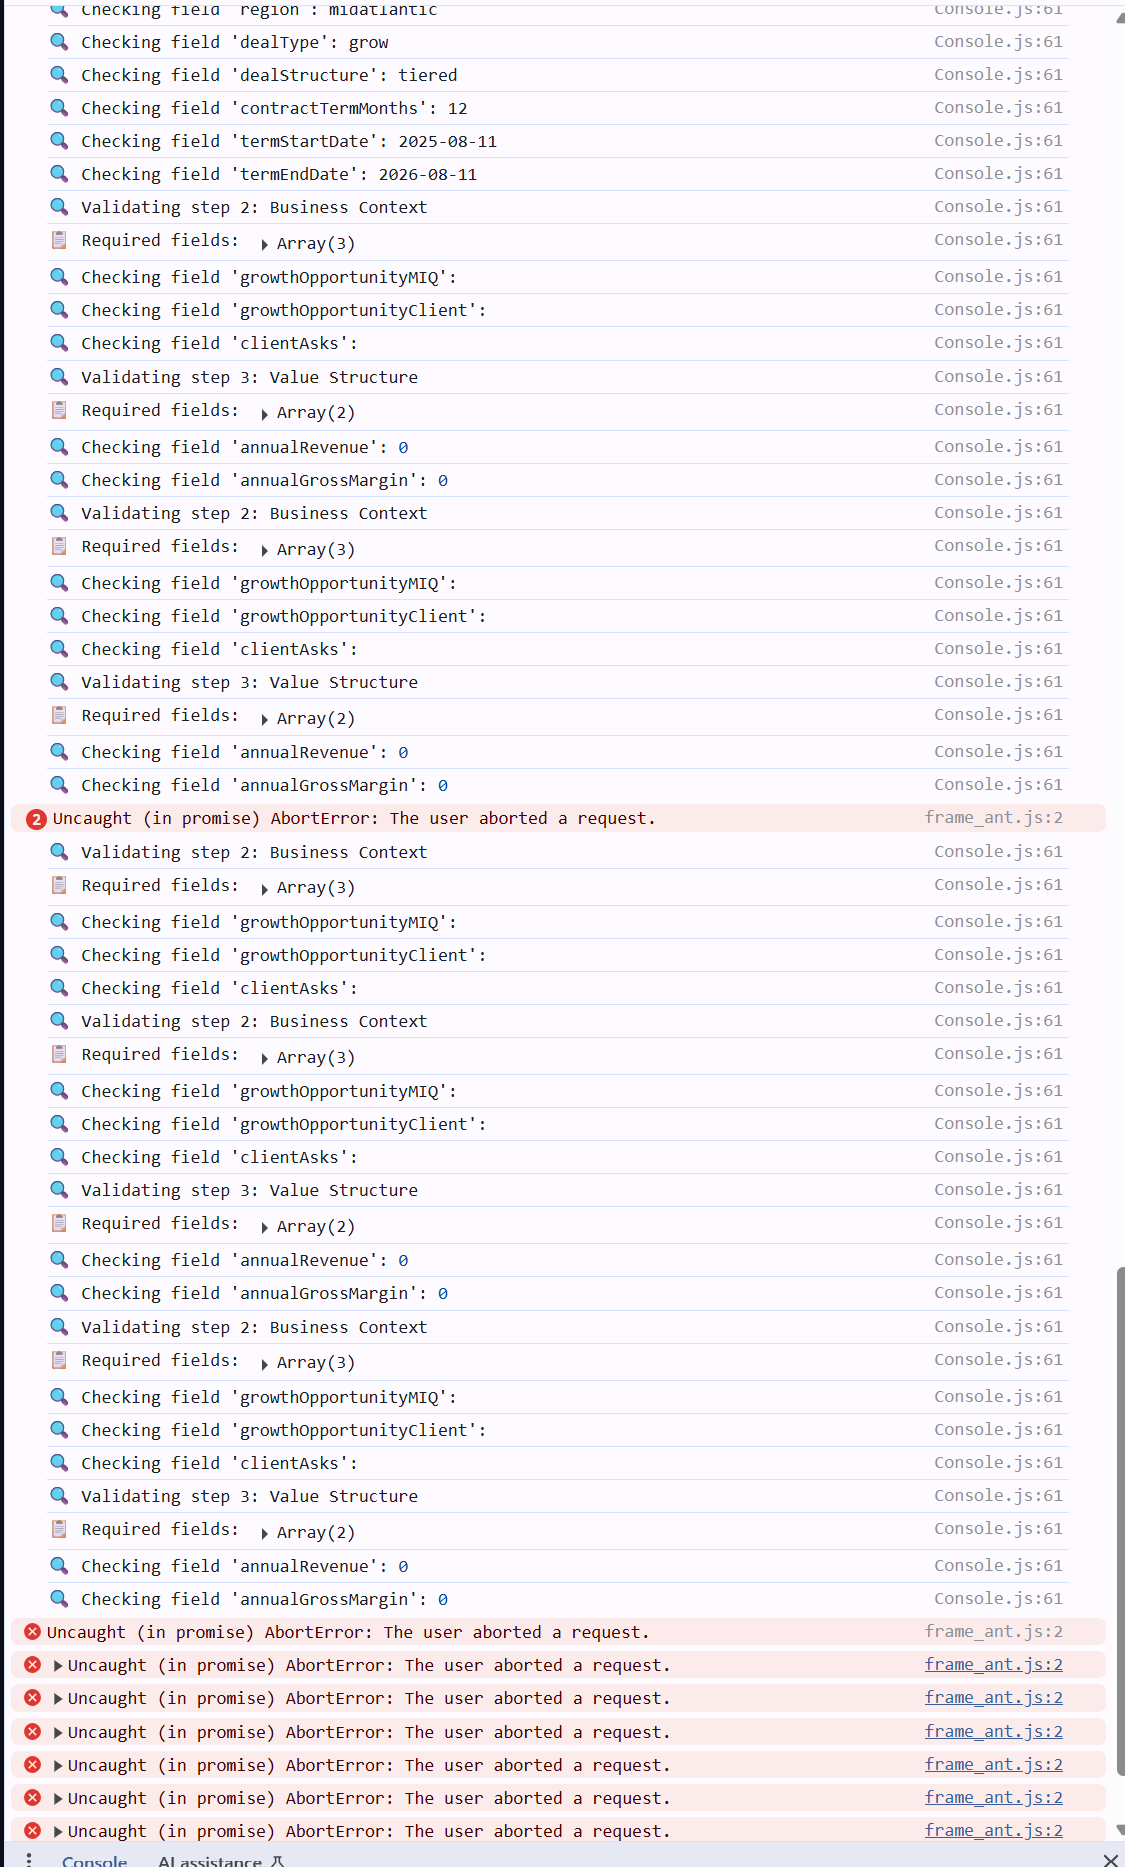 Checking field 'region': midatlantic Console.js:61
Checking field 'dealType': grow Console.js:61
Checking field 'dealStructure': tiered Console.js:61
Checking field 'contractTermMonths': 12 Console.js:61
Checking field 'termStartDate': 2025-08-11 Console.js:61
Checking field 'termEndDate': 2026-08-11 Console.js:61
Validating step 2: Business Context Console.js:61
Required fields: Array(3) Console.js:61
Checking field 'growthOpportunityMIQ': Console.js:61
Checking field 'growthOpportunityClient': Console.js:61
Checking field 'clientAsks': Console.js:61
Validating step 3: Value Structure Console.js:61
Required fields: Array(2) Console.js:61
Checking field 'annualRevenue': 0 Console.js:61
Checking field 'annualGrossMargin': 0 Console.js:61
Validating step 2: Business Context Console.js:61
Required fields: Array(3) Console.js:61
Checking field 'growthOpportunityMIQ': Console.js:61
Checking field 'growthOpportunityClient': Console.js:61
Checking field 'clientAsks': Console.js:61
Validating step 3: Value Structure Console.js:61
Required fields: Array(2) Console.js:61
Checking field 'annualRevenue': 0 Console.js:61
Checking field 'annualGrossMargin': 0 Console.js:61
2 Uncaught (in promise) AbortError: The user aborted a request. frame_ant.js:2
Validating step 2: Business Context Console.js:61
Required fields: Array(3) Console.js:61
Checking field 'growthOpportunityMIQ': Console.js:61
Checking field 'growthOpportunityClient': Console.js:61
Checking field 'clientAsks': Console.js:61
Validating step 2: Business Context Console.js:61
Required fields: Array(3) Console.js:61
Checking field 'growthOpportunityMIQ': Console.js:61
Checking field 'growthOpportunityClient': Console.js:61
Checking field 'clientAsks': Console.js:61
Validating step 3: Value Structure Console.js:61
Required fields: Array(2) Console.js:61
Checking field 'annualRevenue': 0 Console.js:61
Checking field 'annualGrossMargin': 0 Console.js:61
Validating step 2: Business Context Console.js:61
Required fields: Array(3) Console.js:61
Checking field 'growthOpportunityMIQ': Console.js:61
Checking field 'growthOpportunityClient': Console.js:61
Checking field 'clientAsks': Console.js:61
Validating step 3: Value Structure Console.js:61
Required fields: Array(2) Console.js:61
Checking field 'annualRevenue': 0 Console.js:61
Checking field 'annualGrossMargin': 0 Console.js:61
Uncaught (in promise) AbortError: The user aborted a request. frame_ant.js:2
Uncaught (in promise) AbortError: The user aborted a request. frame_ant.js:2
Uncaught (in promise) AbortError: The user aborted a request. frame_ant.js:2
Uncaught (in promise) AbortError: The user aborted a request. frame_ant.js:2
Uncaught (in promise) AbortError: The user aborted a request. frame_ant.js:2
Uncaught (in promise) AbortError: The user aborted a request. frame_ant.js:2
Uncaught (in promise) AbortError: The user aborted a request. frame_ant.js:2
Console AI assistance